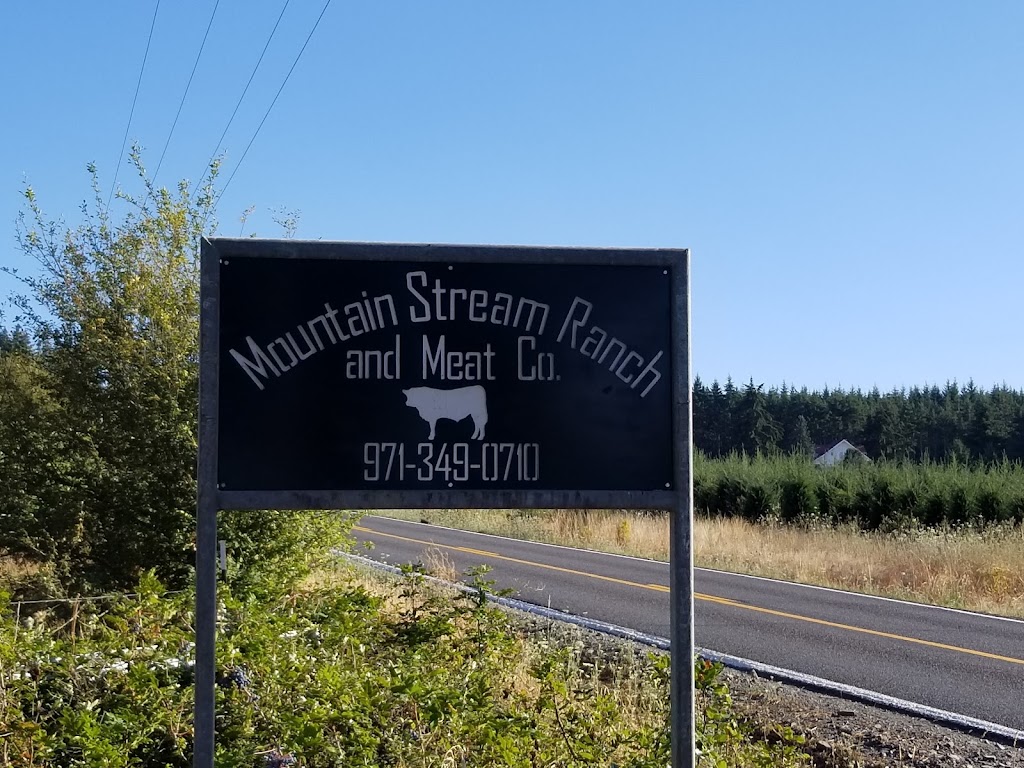 Mountain Stream Ranch
and Meat Co.
971-349-0710